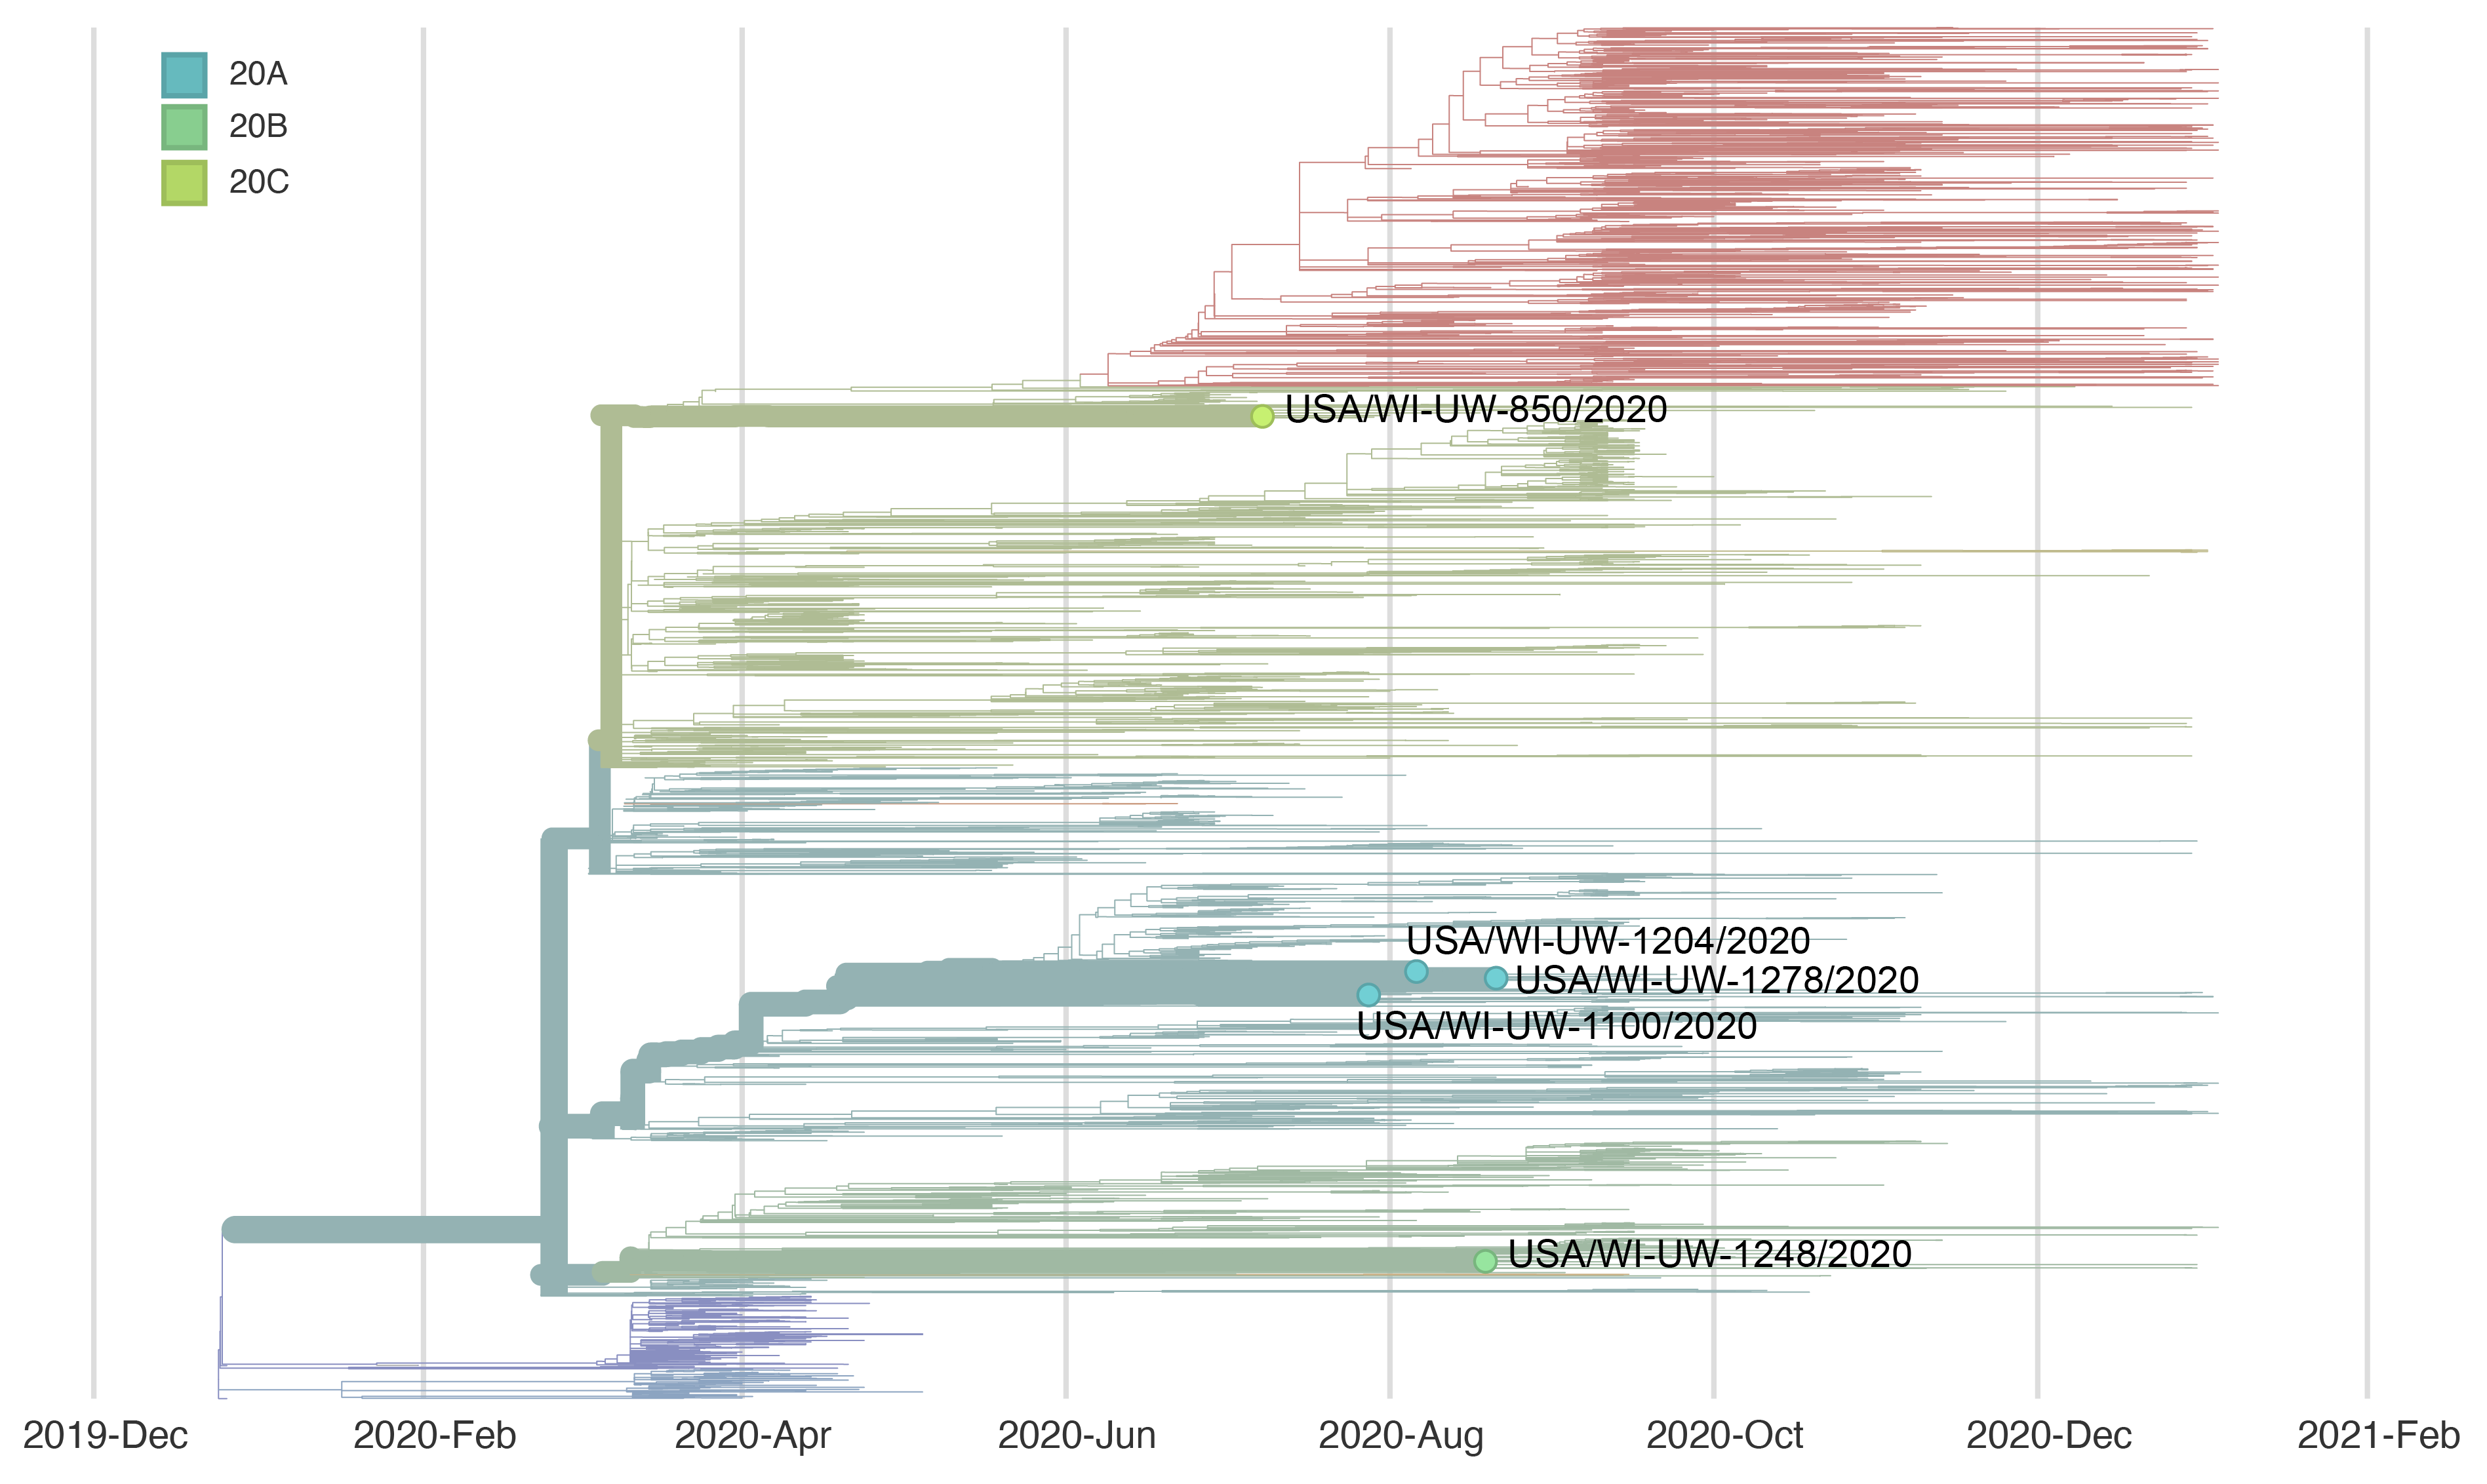 20A
20B
20C
USA/WI-UW-850/2020
USA/WI-UW-1204/2020
USA/WI-UW-1278/2020
USA/WI-UW-1100/2020
USA/WI-UW-1248/2020
2019-Dec 2020-Feb 2020-Apr 2020-Jun 2020-Aug 2020-Oct 2020-Dec 2021-Feb